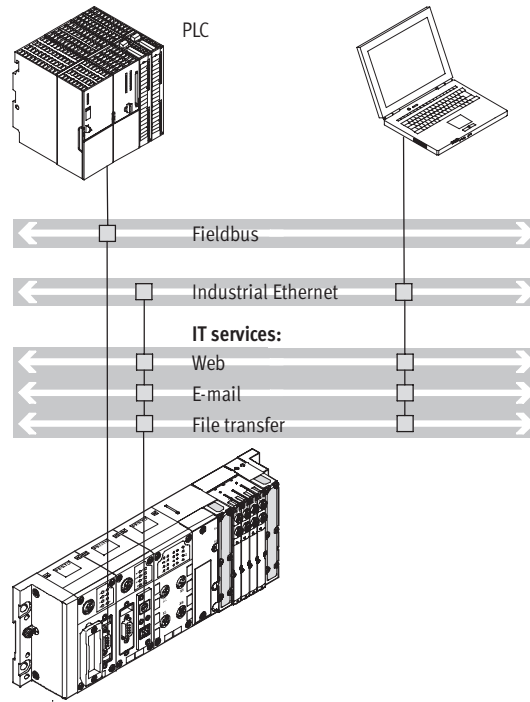 PLC
Fieldbus
Industrial Ethernet
IT services:
Web
E-mail
File transfer